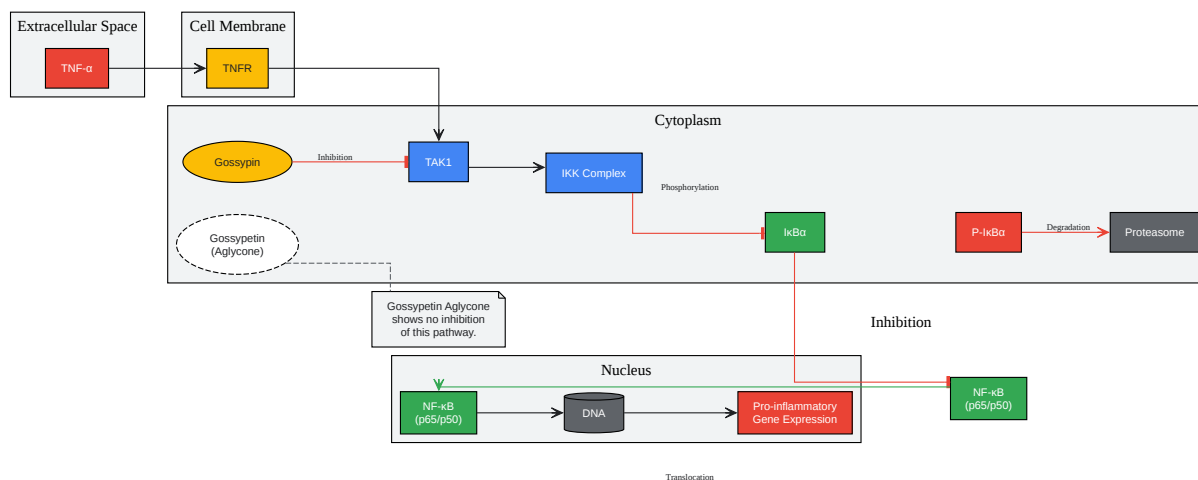 Extracellular Space
Cell Membrane
TNF-α
TNFR
Cytoplasm
Gossypin
Inhibition
TAK1
IKK Complex
Phosphorylation
Gossypetin
(Aglycone)
IκBα
P-IκBα
Degradation
Proteasome
Gossypetin Aglycone
shows no inhibition
of this pathway.
Inhibition
Nucleus
NF-κB
(p65/p50)
DNA
Pro-inflammatory
Gene Expression
NF-κB
(p65/p50)
Translocation